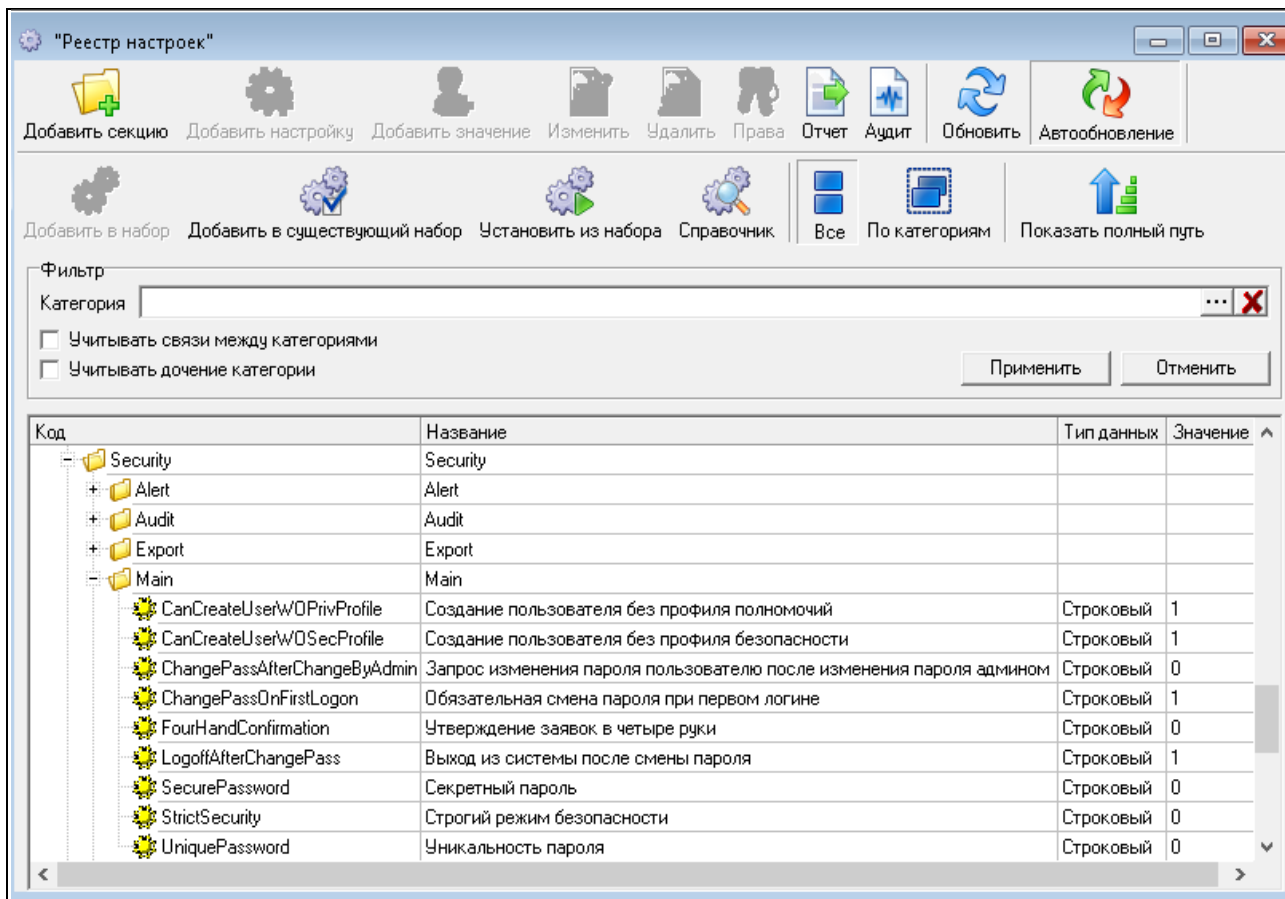 "Реестр настроек"
Добавить секцию Добавить настройку Добавить значение Изменить Удалить Права Отчет Аудит Обновить Автообновление
Добавить в набор Добавить в существующий набор Установить из набора Справочник Все По категориям Показать полный путь
Фильтр
Категория ...
Учитывать связи между категориями
Учитывать дочение категории
Применить Отменить
Код Название Тип данных Значение
Security Security
Alert Alert
Audit Audit
Export Export
Main Main
CanCreateUserWOPrivProfile Создание пользователя без профиля полномочий Строковый 1
CanCreateUserWOSecProfile Создание пользователя без профиля безопасности Строковый 1
ChangePassAfterChangeByAdmin Запрос изменения пароля пользователю после изменения пароля админом Строковый 0
ChangePassOnFirstLogon Обязательная смена пароля при первом логине Строковый 1
FourHandConfirmation Утверждение заявок в четыре руки Строковый 0
LogoffAfterChangePass Выход из системы после смены пароля Строковый 1
SecurePassword Секретный пароль Строковый 0
StrictSecurity Строгий режим безопасности Строковый 0
UniquePassword Уникальность пароля Строковый 0